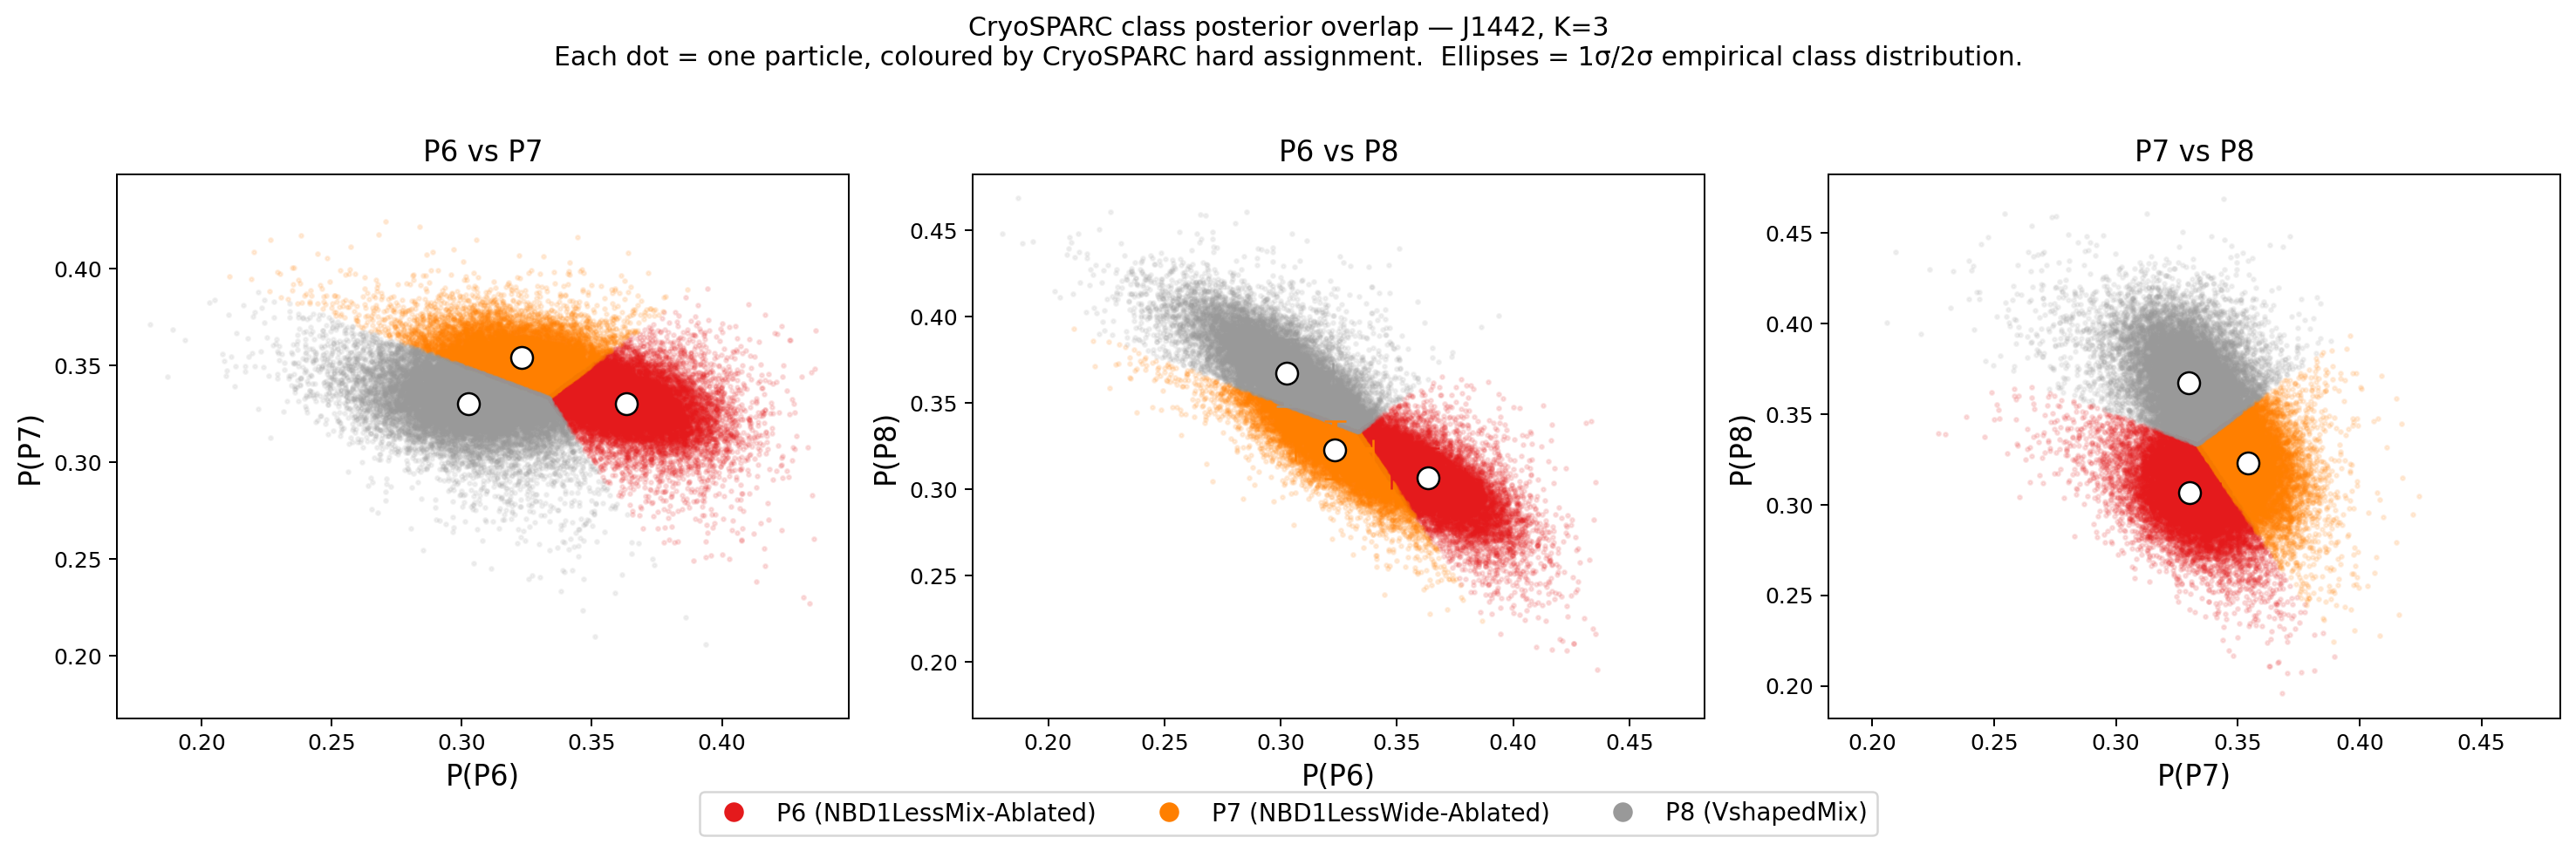 CryoSPARC class posterior overlap — J1442, K=3
Each dot = one particle, coloured by CryoSPARC hard assignment.  Ellipses = 1σ/2σ empirical class distribution.
P6 vs P7
P(P7)
0.40
0.35
0.30
0.25
0.20
0.20 0.25 0.30 0.35 0.40
P(P6)
P6 vs P8
P(P8)
0.45
0.40
0.35
0.30
0.25
0.20
0.20 0.25 0.30 0.35 0.40 0.45
P(P6)
P7 vs P8
P(P8)
0.45
0.40
0.35
0.30
0.25
0.20
0.20 0.25 0.30 0.35 0.40 0.45
P(P7)
P6 (NBD1LessMix-Ablated) P7 (NBD1LessWide-Ablated) P8 (VshapedMix)